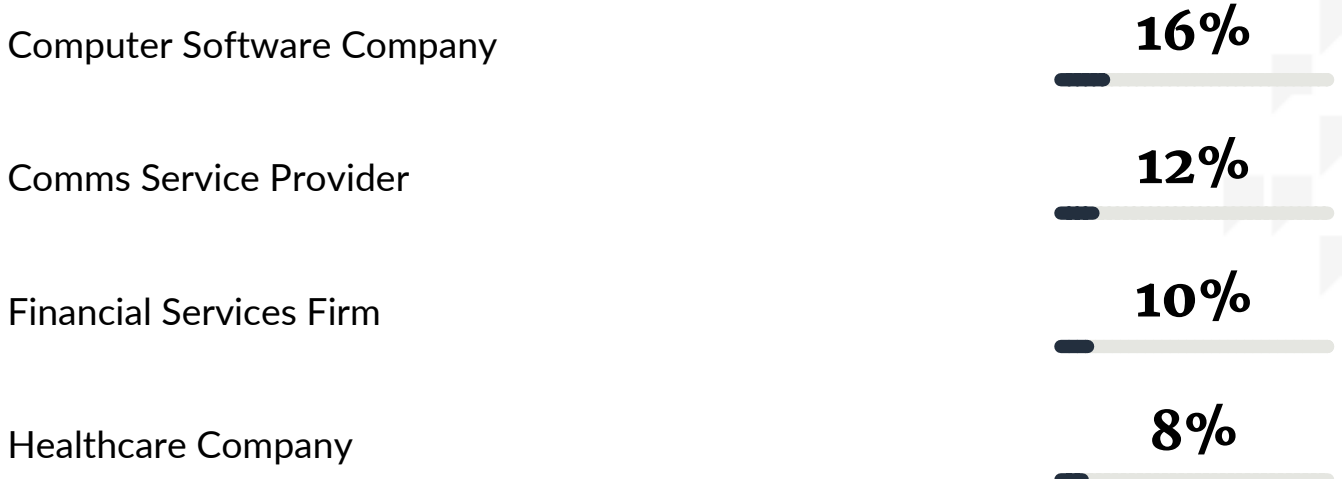 Computer Software Company 16%
Comms Service Provider 12%
Financial Services Firm 10%
Healthcare Company 8%